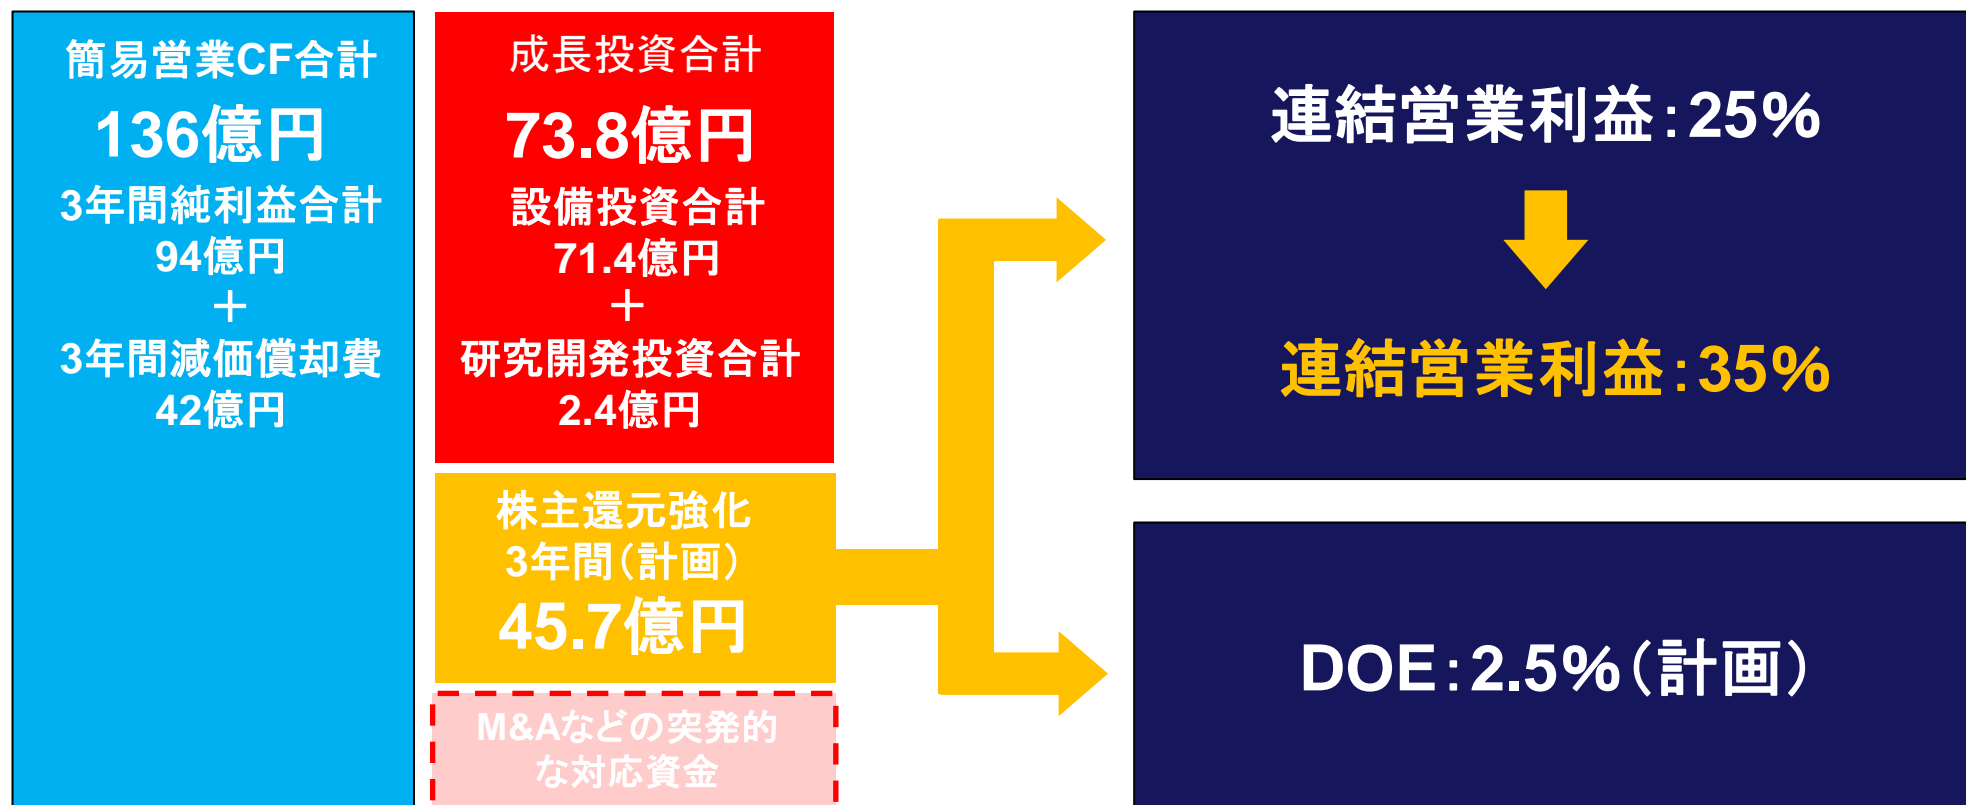 簡易営業CF合計
136億円
3年間純利益合計
94億円
＋
3年間減価償却費
42億円
成長投資合計
73.8億円
設備投資合計
71.4億円
＋
研究開発投資合計
2.4億円
株主還元強化
3年間（計画）
45.7億円
M&Aなどの突発的
な対応資金
連結営業利益：25%
連結営業利益：35%
DOE：2.5%（計画）